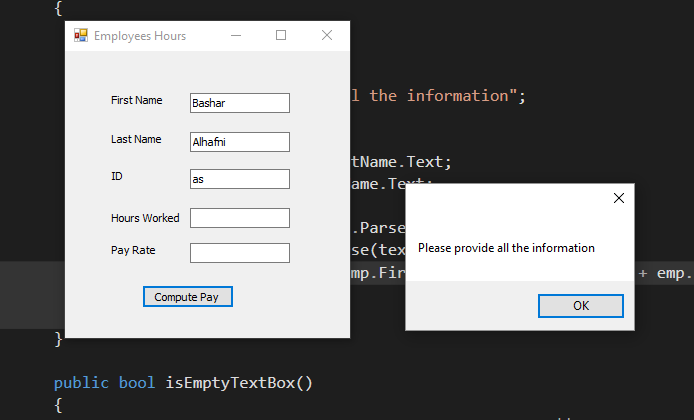 {
Employees Hours
l the information";
First Name Bashar
Last Name Alhafni
tName.Text;
ID as
ame.Text;
Hours Worked
.Parse
Pay Rate
se(tex
Please provide all the information
mp.Fir + emp.
Compute Pay
OK
}
public bool isEmptyTextBox()
{